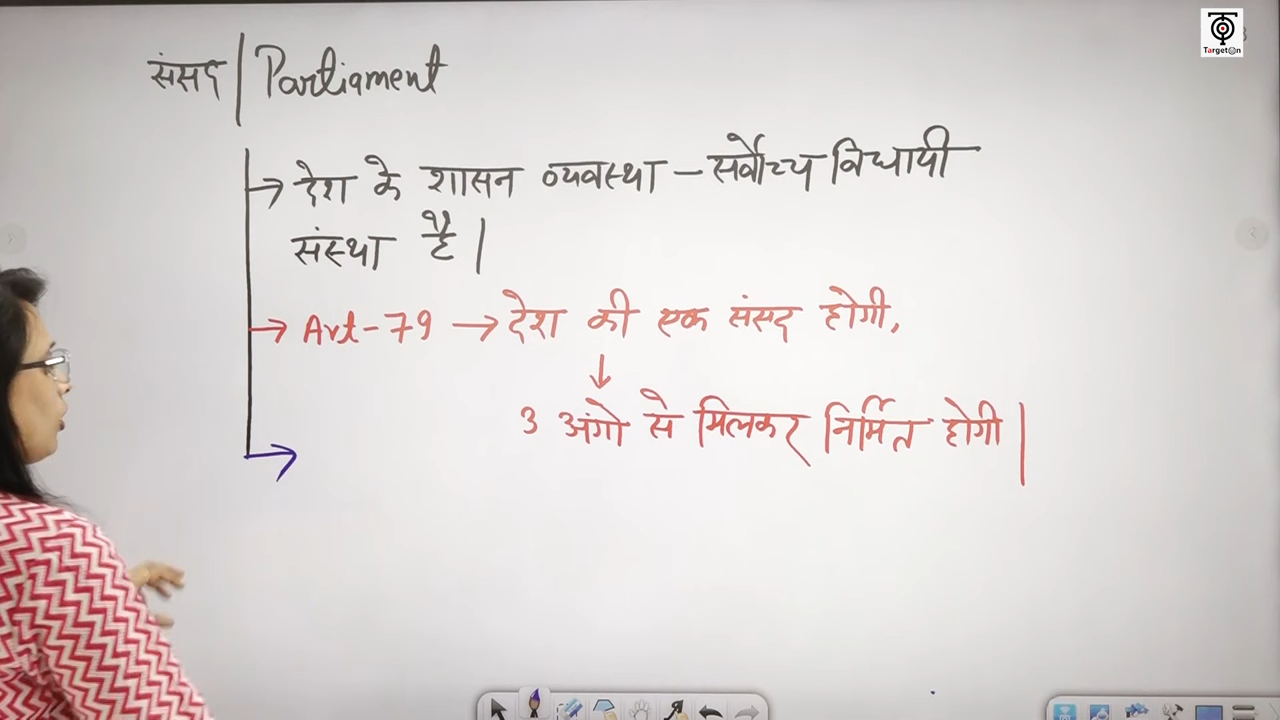 संसद | Parliament
→ देश के शासन व्यवस्था – सर्वोच्च विधायी
संस्था है |
→ Art-79 → देश की एक संसद होगी,
↓
3 अंगो से मिलकर निर्मित होगी |
TargetOn